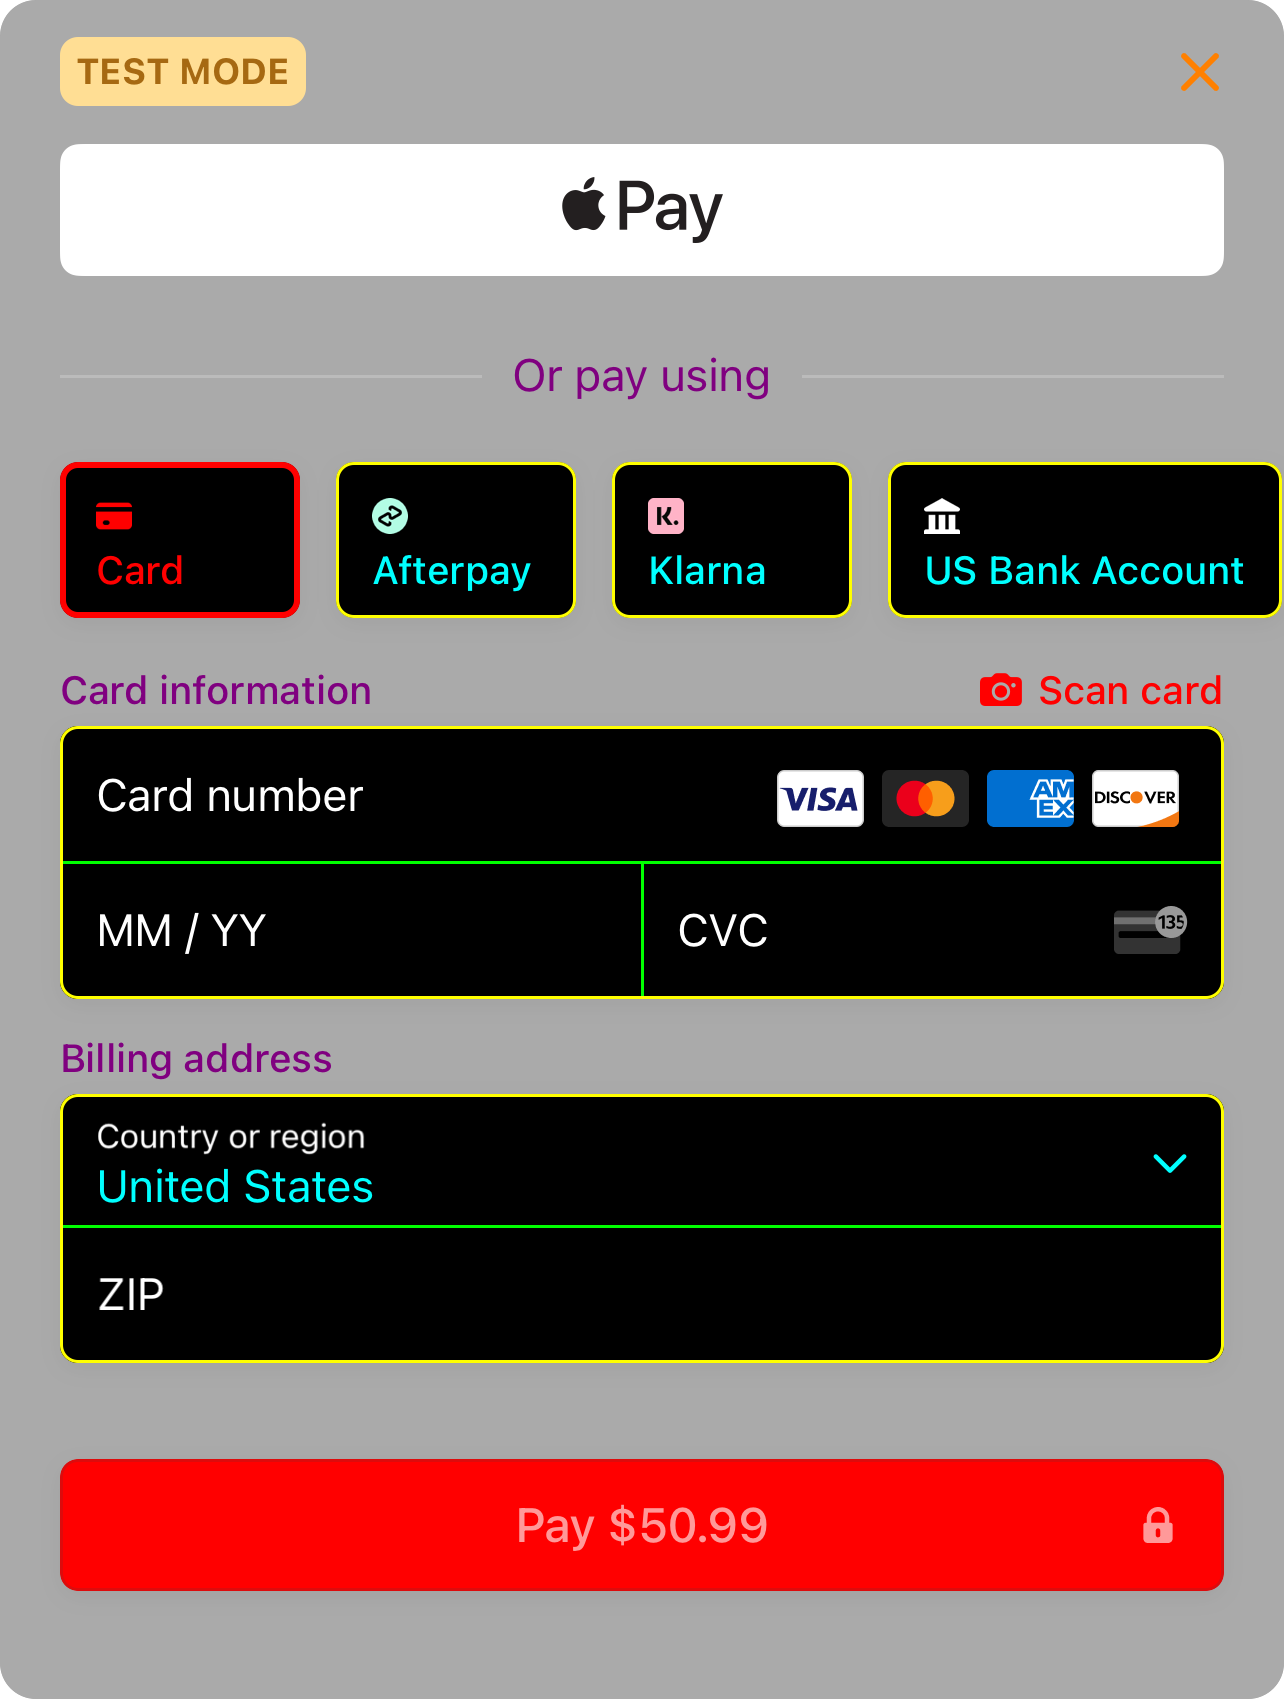 TEST MODE
Pay
Or pay using
Card
K.
Afterpay
Klarna
US Bank Account
Card information
Scan card
Card number
VISA
AM
EX
DISCOVER
MM / YY
CVC
135
Billing address
Country or region
United States
ZIP
Pay $50.99